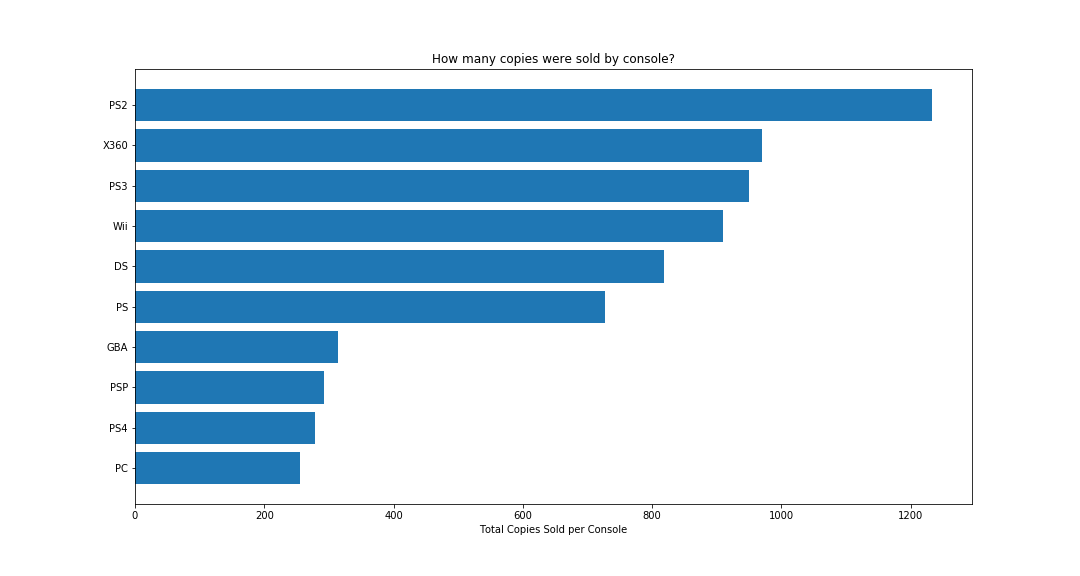 How many copies were sold by console?
PS2
X360
PS3
Wii
DS
PS
GBA
PSP
PS4
PC
0 200 400 600 800 1000 1200
Total Copies Sold per Console